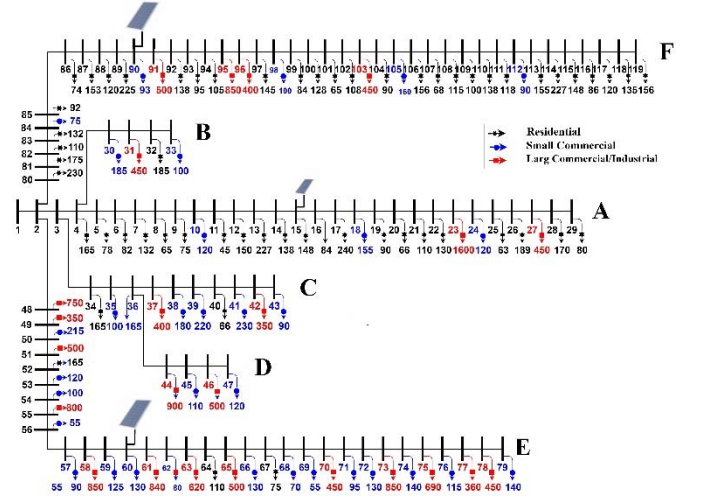 F
86 87 88 89 90 91 92 93 94 95 96 97 98 99 100 101 102 103 104 105 106 107 108 109 110 111 112 113 114 115 116 117 118 119
74 153 120 225 93 500 138 95 105 850 400 145 100 84 128 65 108 450 90 160 156 68 115 100 138 118 90 155 227 148 86 120 135 156
85 92
75
84 132
83 110
82 175
81 230
80
B
30 31 32 33
185 450 185 100
Residential
Small Commercial
Larg Commercial/Industrial
A
1 2 3 4 5 6 7 8 9 10 11 12 13 14 15 16 17 18 19 20 21 22 23 24 25 26 27 28 29
165 78 82 132 65 75 120 45 150 227 138 148 84 240 155 90 66 110 130 1600 120 63 189 450 170 80
C
34 35 36 37 38 39 40 41 42 43
165 100 165 400 180 220 86 230 350 90
750
48 350
49 215
50 500
51 165
52 120
53 100
54 800
55 55
56
D
44 45 46 47
900 110 500 120
E
57 58 59 60 61 62 63 64 65 66 67 68 69 70 71 72 73 74 75 76 77 78 79
55 90 850 125 130 840 60 620 110 500 130 75 70 55 450 95 130 850 140 690 115 360 450 140